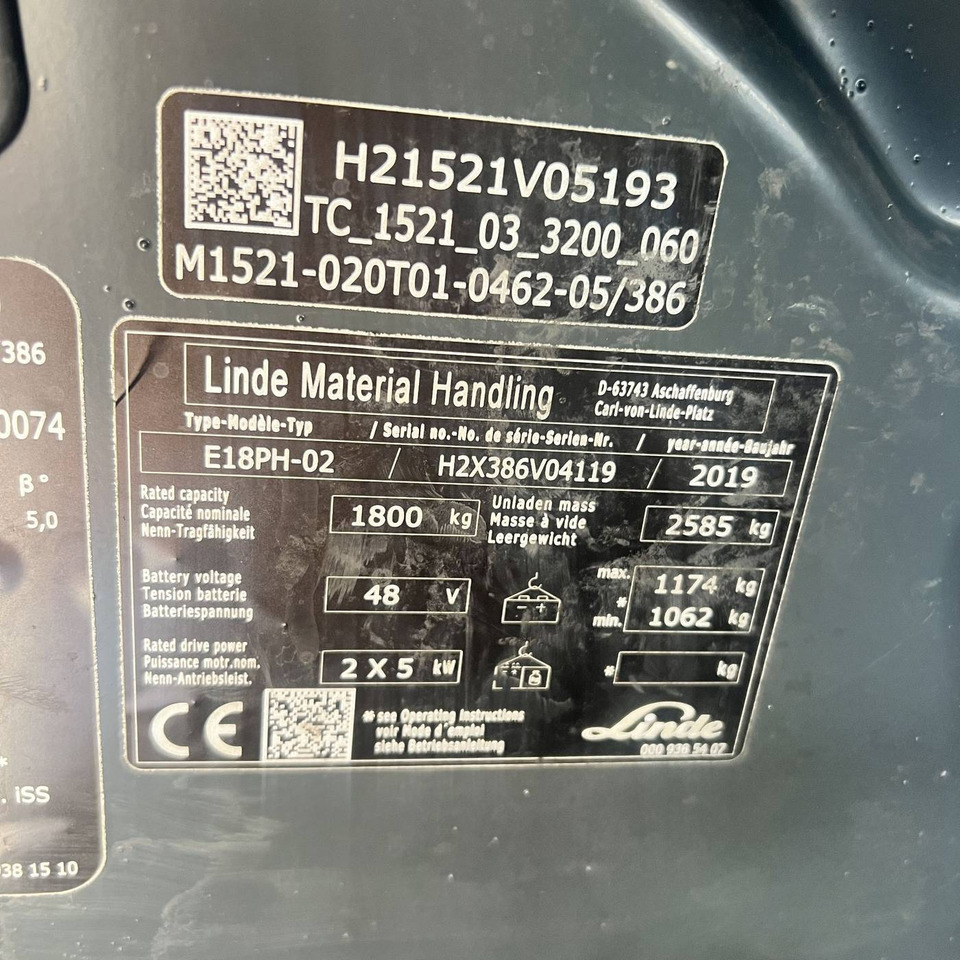 H21521V05193
TC_1521_03_3200_060
M1521-020T01-0462-05/386
386
0074
β°
5,0
*
. iSS
38 15 10
Linde Material Handling
D-63743 Aschaffenburg
Carl-von-Linde-Platz
Type-Modèle-Typ / Serial no.-No. de série-Serien-Nr. / year-année-Baujahr
E18PH-02 / H2X386V04119 / 2019
Rated capacity
Capacité nominale
Nenn-Tragfähigkeit
1800 kg
Unladen mass
Masse à vide
Leergewicht
2585 kg
Battery voltage
Tension batterie
Batteriespannung
48 V
- +
max. 1174 kg
*
min. 1062 kg
Rated drive power
Puissance motr.nom.
Nenn-Antriebsleist.
2 X 5 kW
* kg
CE
* see Operating Instructions
voir Mode d'emploi
siehe Betriebsanleitung
Linde
000 936 54 07